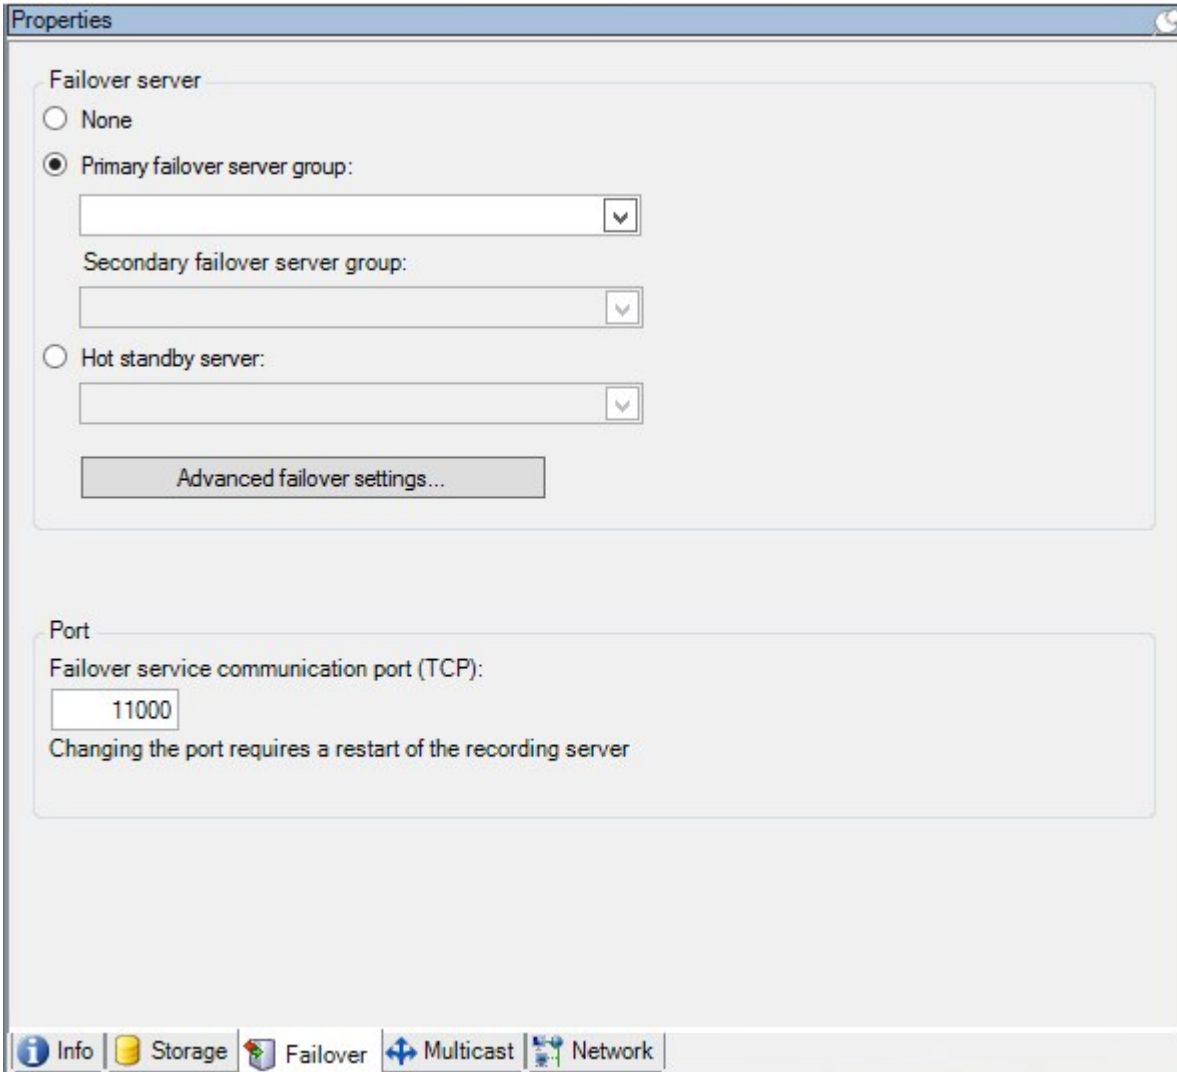 Properties
Failover server
None
Primary failover server group:
Secondary failover server group:
Hot standby server:
Advanced failover settings...
Port
Failover service communication port (TCP):
11000
Changing the port requires a restart of the recording server
Info Storage Failover Multicast Network